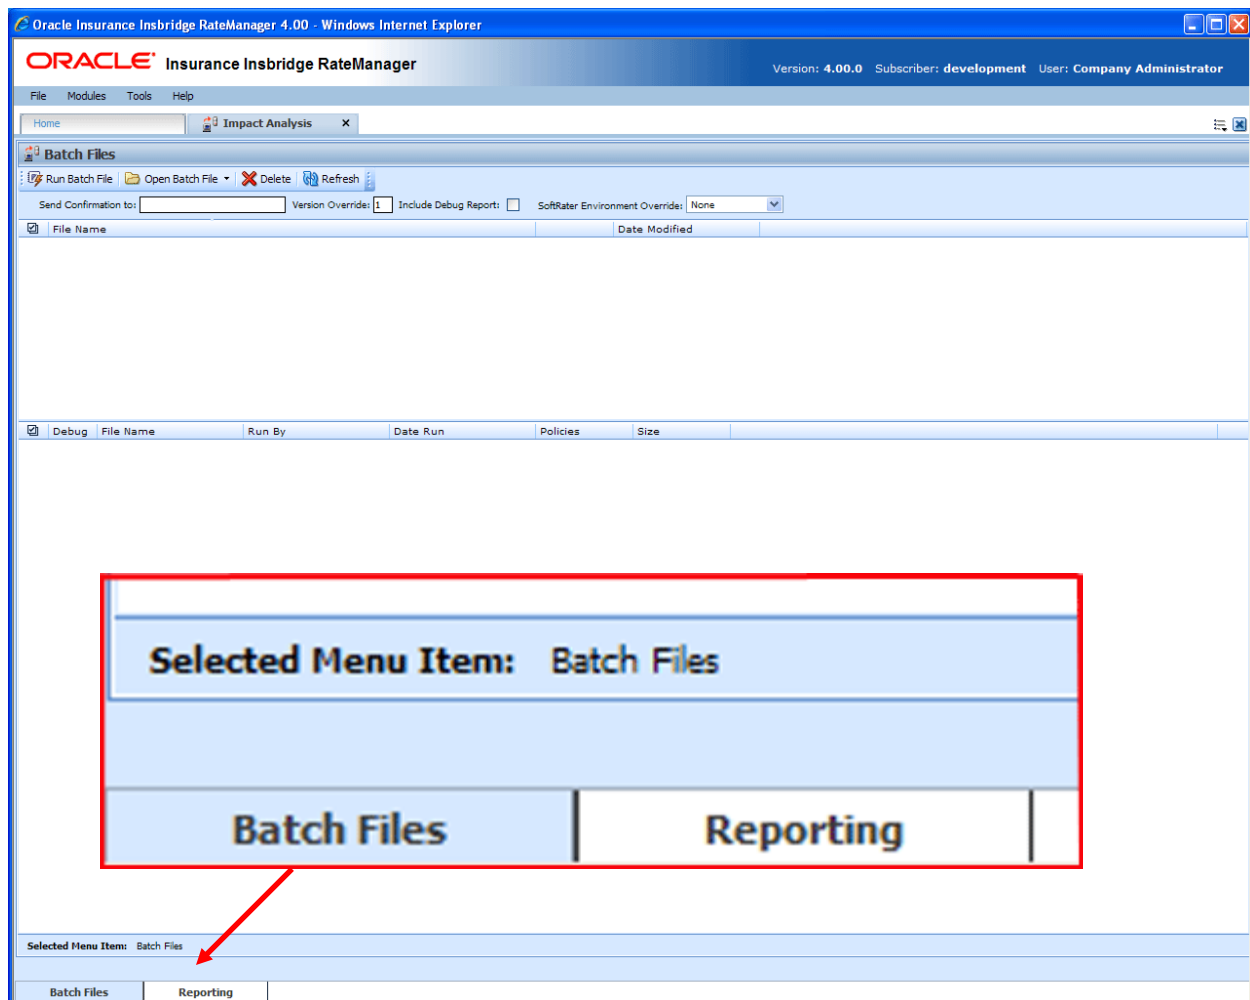 Oracle Insurance Insbridge RateManager 4.00 - Windows Internet Explorer
ORACLE Insurance Insbridge RateManager
Version: 4.00.0 Subscriber: development User: Company Administrator
File Modules Tools Help
Home Impact Analysis x
Batch Files
Run Batch File Open Batch File Delete Refresh
Send Confirmation to: Version Override: 1 Include Debug Report: SoftRater Environment Override: None
File Name Date Modified
Debug File Name Run By Date Run Policies Size
Selected Menu Item: Batch Files
Batch Files Reporting
Selected Menu Item: Batch Files
Batch Files Reporting